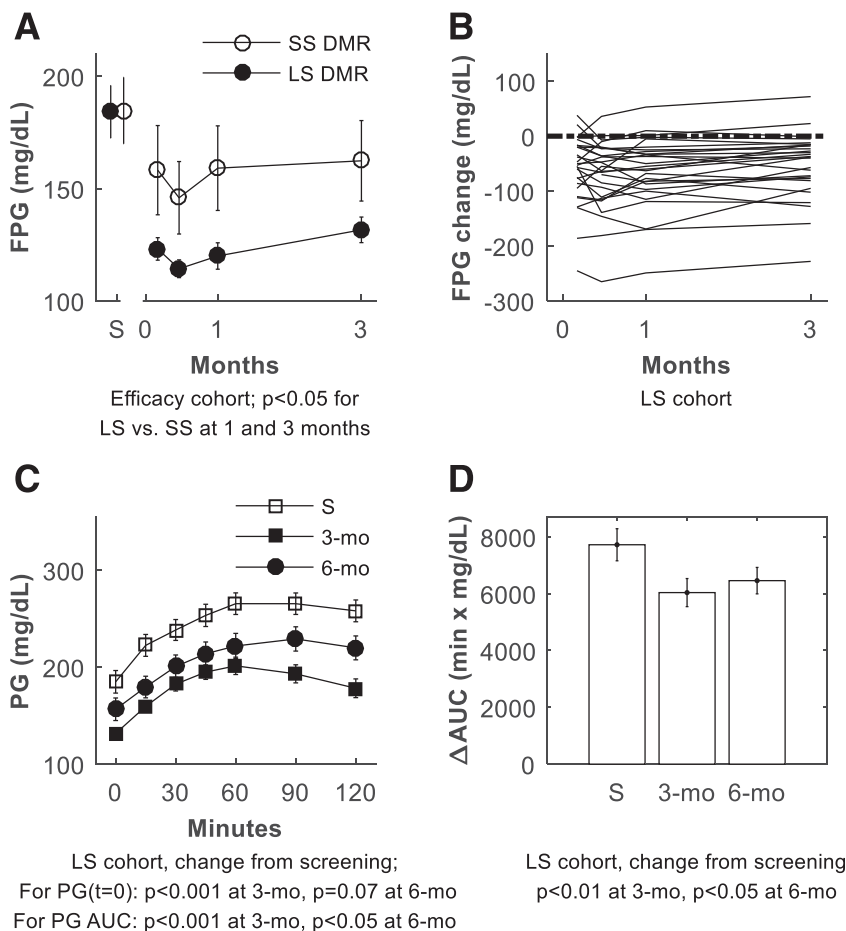 A
SS DMR
LS DMR
FPG (mg/dL)
200
150
100
S 0 1 3
Months
Efficacy cohort; p<0.05 for
LS vs. SS at 1 and 3 months
B
FPG change (mg/dL)
100
0
-100
-200
-300
0 1 3
Months
LS cohort
C
S
3-mo
6-mo
PG (mg/dL)
300
200
100
0 30 60 90 120
Minutes
LS cohort, change from screening;
For PG(t=0): p<0.001 at 3-mo, p=0.07 at 6-mo
For PG AUC: p<0.001 at 3-mo, p<0.05 at 6-mo
D
ΔAUC (min x mg/dL)
8000
6000
4000
2000
0
S 3-mo 6-mo
LS cohort, change from screening
p<0.01 at 3-mo, p<0.05 at 6-mo